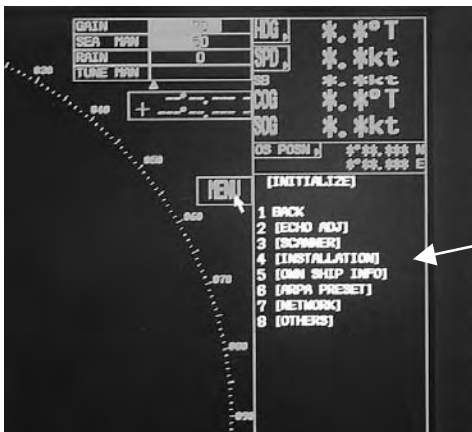 GAIN
SEA MAN 50
RAIN 0
TUNE MAN
HDG *.*°T
SPD *.*kt
SB *.*kt
COG *.*°T
SOG *.*kt
OS POSN *°**.*** N
*°**.*** E
MENU
[INITIALIZE]
1 BACK
2 [ECHO ADJ]
3 [SCANNER]
4 [INSTALLATION]
5 [OWN SHIP INFO]
6 [ARPA PRESET]
7 [NETWORK]
8 [OTHERS]
030
040
050
060
070
080
090